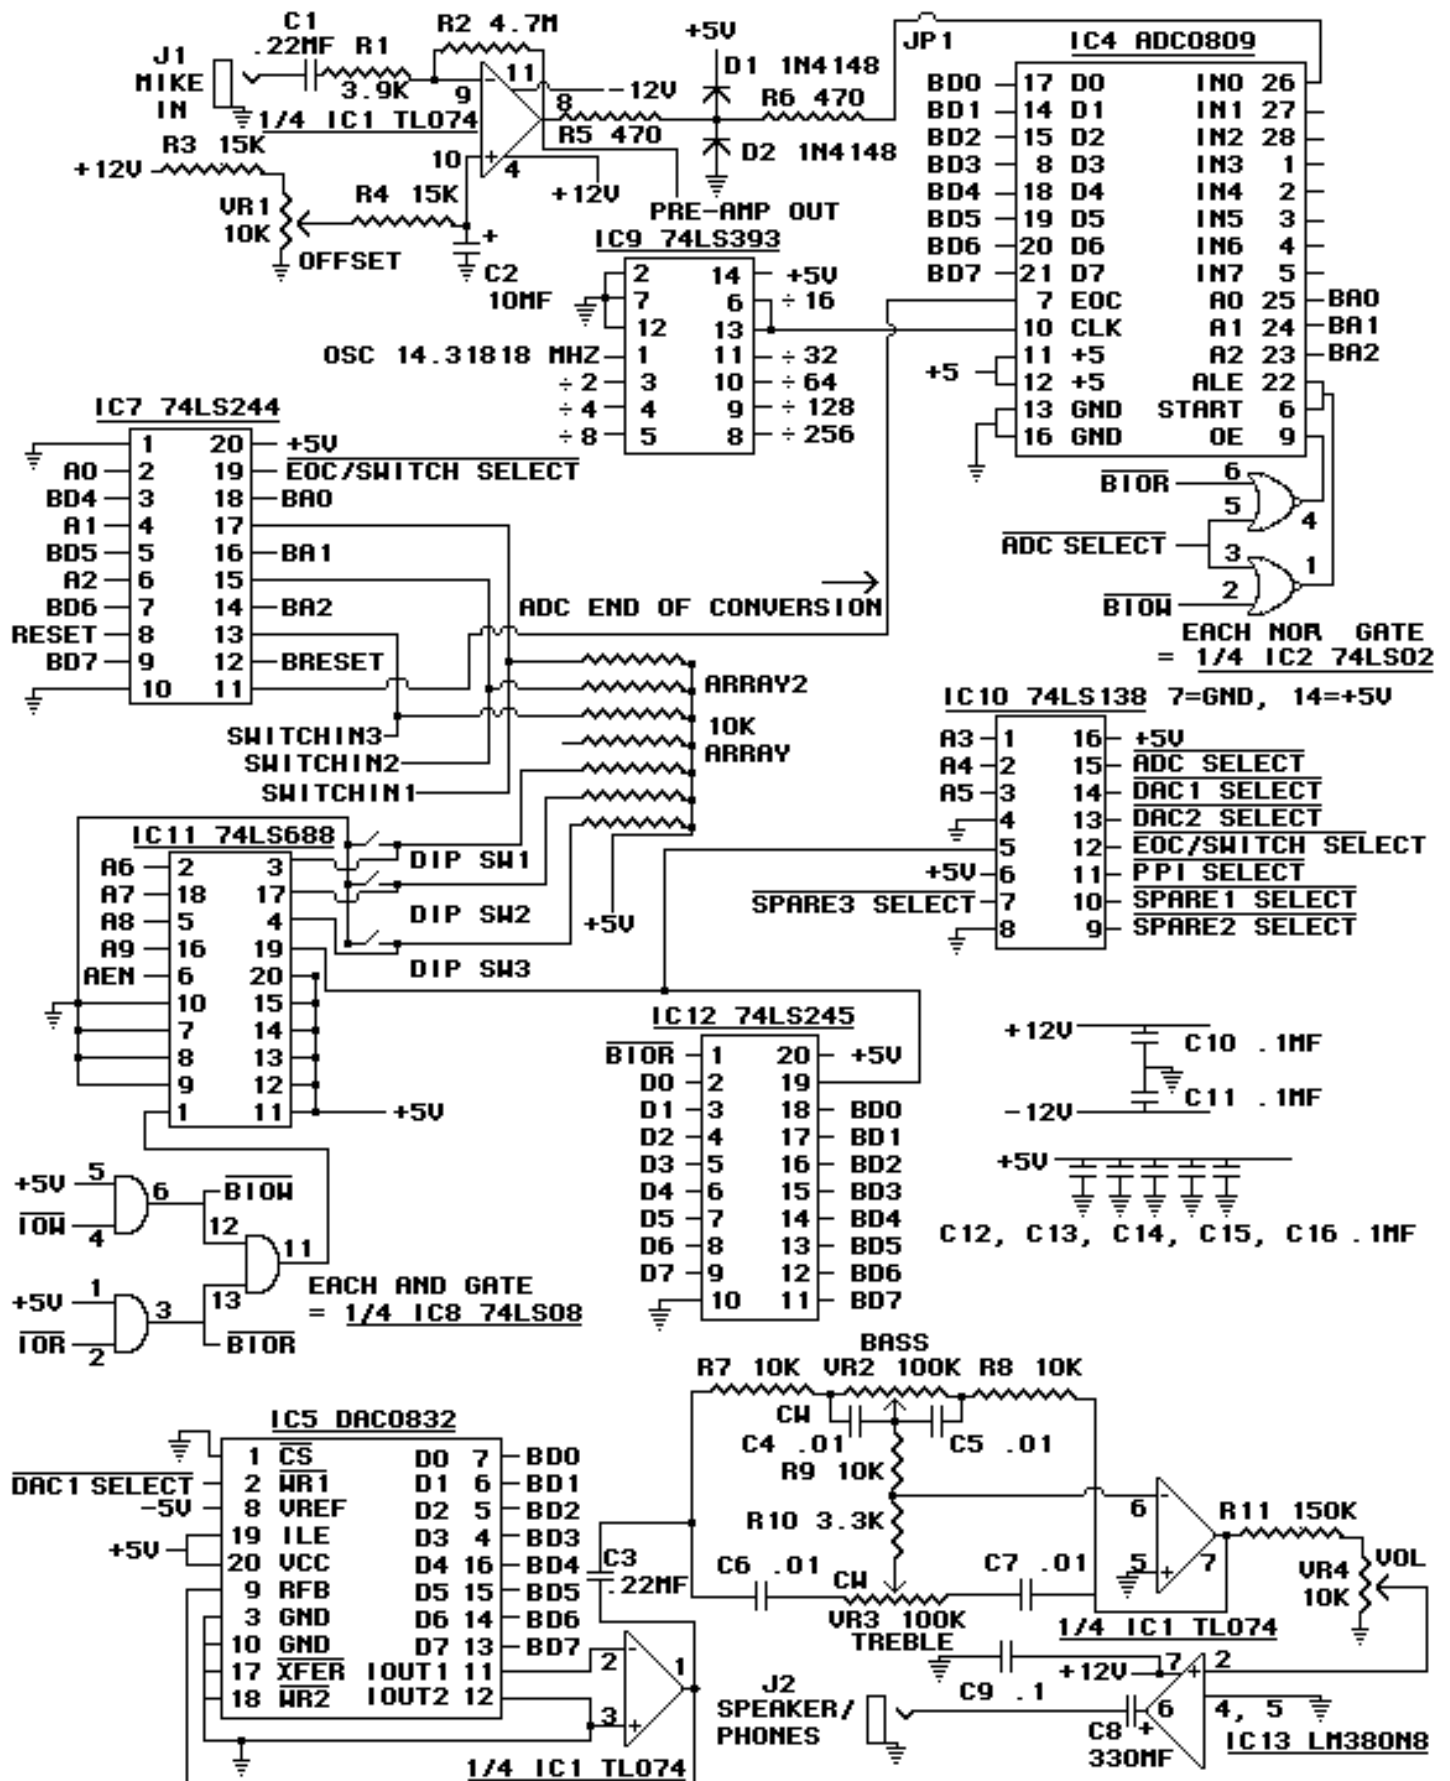 C1
.22MF R1
R2 4.7M
+5V
JP1
IC4 ADC0809
J1
MIKE
IN
3.9K
9
11
-12V
8
D1 1N4148
R6 470
1/4 IC1 TL074
R5 470
D2 1N4148
R3 15K
+12V
10
4
+12V
VR1
10K
R4 15K
OFFSET
+
C2
10MF
PRE-AMP OUT
BD0 17 D0 IN0 26
BD1 14 D1 IN1 27
BD2 15 D2 IN2 28
BD3 8 D3 IN3 1
BD4 18 D4 IN4 2
BD5 19 D5 IN5 3
BD6 20 D6 IN6 4
BD7 21 D7 IN7 5
7 EOC A0 25 BA0
10 CLK A1 24 BA1
+5 11 +5 A2 23 BA2
12 +5 ALE 22
13 GND START 6
16 GND OE 9
IC9 74LS393
2 14 +5V
7 6 ÷ 16
12 13
OSC 14.31818 MHZ 1 11 ÷ 32
÷ 2 3 10 ÷ 64
÷ 4 4 9 ÷ 128
÷ 8 5 8 ÷ 256
BIOR 6
5 4
ADC SELECT
3 1
BIOW 2
EACH NOR GATE
= 1/4 IC2 74LS02
IC7 74LS244
1 20 +5V
A0 2 19 EOC/SWITCH SELECT
BD4 3 18 BA0
A1 4 17
BD5 5 16 BA1
A2 6 15
BD6 7 14 BA2
RESET 8 13
BD7 9 12 BRESET
10 11
ADC END OF CONVERSION
ARRAY2
10K
ARRAY
SWITCHIN3
SWITCHIN2
SWITCHIN1
+5V
IC10 74LS138 7=GND, 14=+5V
A3 1 16 +5V
A4 2 15 ADC SELECT
A5 3 14 DAC1 SELECT
4 13 DAC2 SELECT
5 12 EOC/SWITCH SELECT
+5V 6 11 PPI SELECT
SPARE3 SELECT 7 10 SPARE1 SELECT
8 9 SPARE2 SELECT
IC11 74LS688
A6 2 3
A7 18 17
A8 5 4
A9 16 19
AEN 6 20
10 15
7 14
8 13
9 12
1 11 +5V
DIP SW1
DIP SW2
DIP SW3
IC12 74LS245
BIOR 1 20 +5V
D0 2 19
D1 3 18 BD0
D2 4 17 BD1
D3 5 16 BD2
D4 6 15 BD3
D5 7 14 BD4
D6 8 13 BD5
D7 9 12 BD6
10 11 BD7
+12V
C10 .1MF
C11 .1MF
-12V
+5V
C12, C13, C14, C15, C16 .1MF
+5V 5
IOW 4
6
BIOW
12
11
13
+5V 1
IOR 2
3
BIOR
EACH AND GATE
= 1/4 IC8 74LS08
IC5 DAC0832
1 CS D0 7 BD0
DAC1 SELECT 2 WR1 D1 6 BD1
-5V 8 VREF D2 5 BD2
19 ILE D3 4 BD3
+5V 20 VCC D4 16 BD4
9 RFB D5 15 BD5
3 GND D6 14 BD6
10 GND D7 13 BD7
17 XFER IOUT1 11
18 WR2 IOUT2 12
C3
.22MF
2
3
+
1
1/4 IC1 TL074
BASS
R7 10K VR2 100K R8 10K
CW
C4 .01 C5 .01
R9 10K
R10 3.3K
C6 .01
CW
C7 .01
VR3 100K
TREBLE
6
-
5
+
7
1/4 IC1 TL074
R11 150K
VR4
10K
VOL
+12V 7
+
2
6
4, 5
C9 .1
C8 +
330MF
J2
SPEAKER/
PHONES
IC13 LM380N8